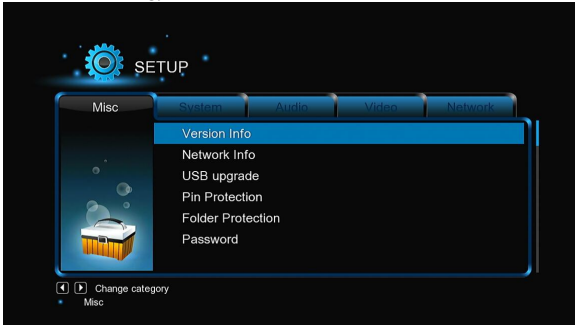 SETUP
Misc System Audio Video Network
Version Info
Network Info
USB upgrade
Pin Protection
Folder Protection
Password
Change category
Misc